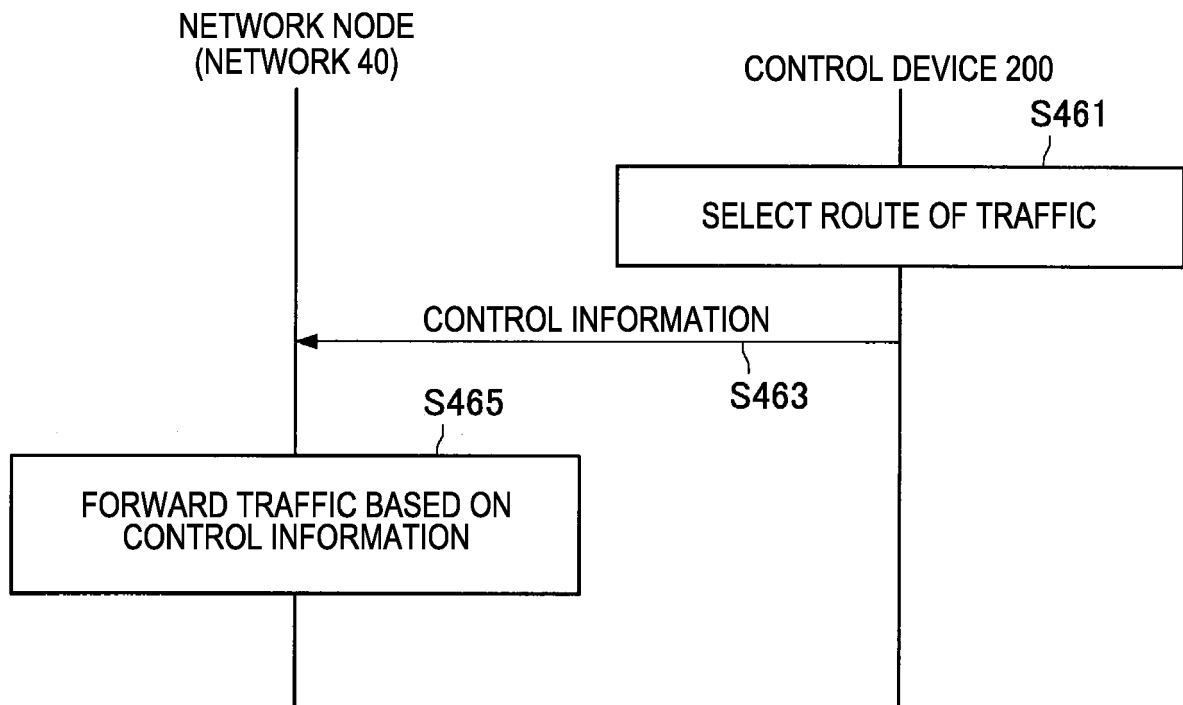 NETWORK NODE
(NETWORK 40)
CONTROL DEVICE 200
S461
SELECT ROUTE OF TRAFFIC
CONTROL INFORMATION
S463
S465
FORWARD TRAFFIC BASED ON
CONTROL INFORMATION